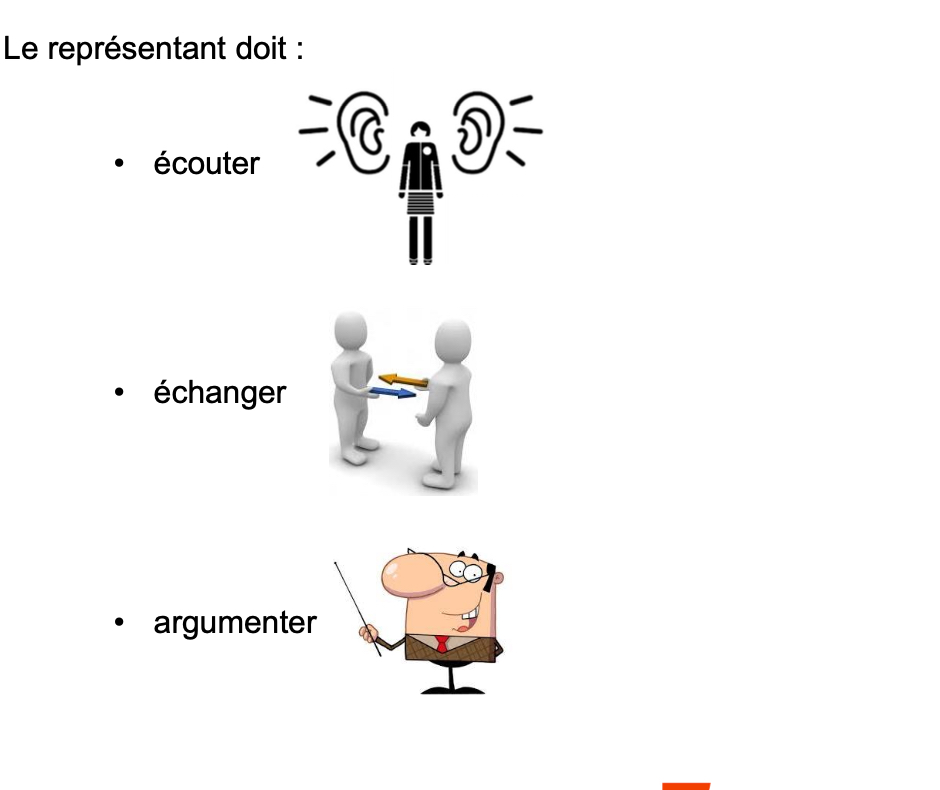 Le représentant doit :
• écouter
• échanger
• argumenter